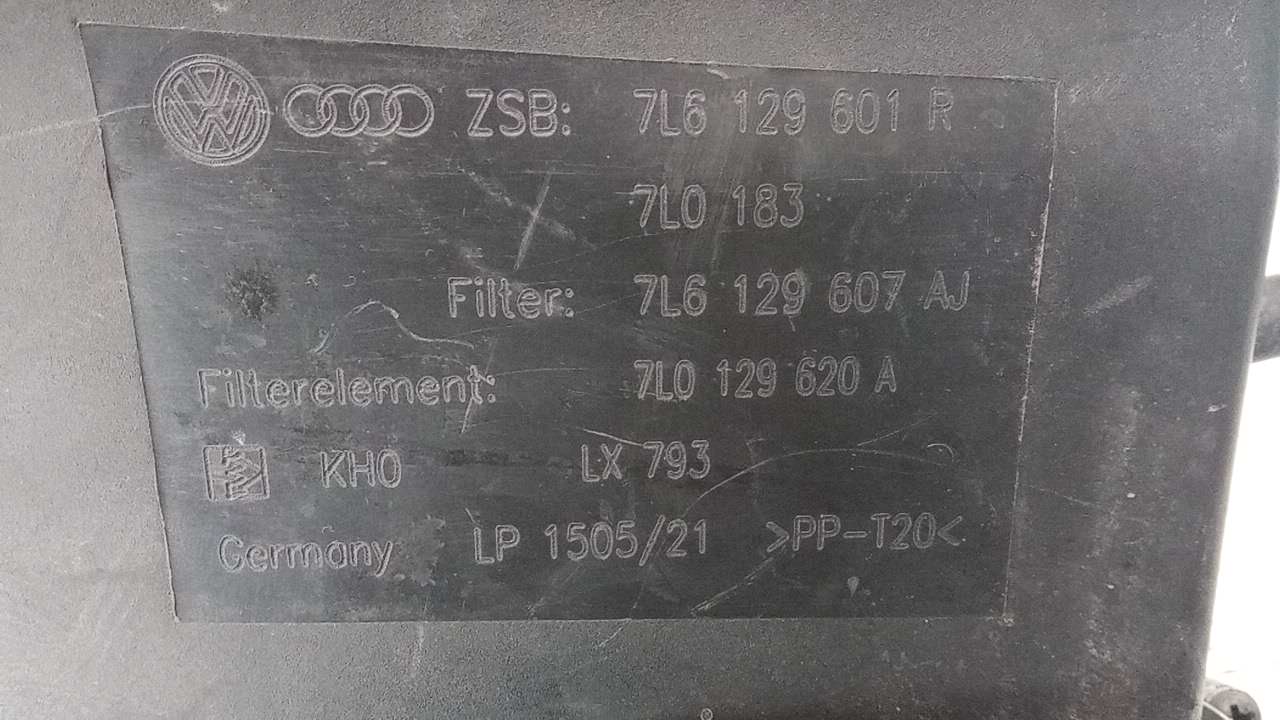 ZSB: 7L6 129 601 R
7L0 183
Filter: 7L6 129 607 AJ
Filterelement: 7L0 129 620 A
KHO LX 793
Germany LP 1505/21 >PP-T20<